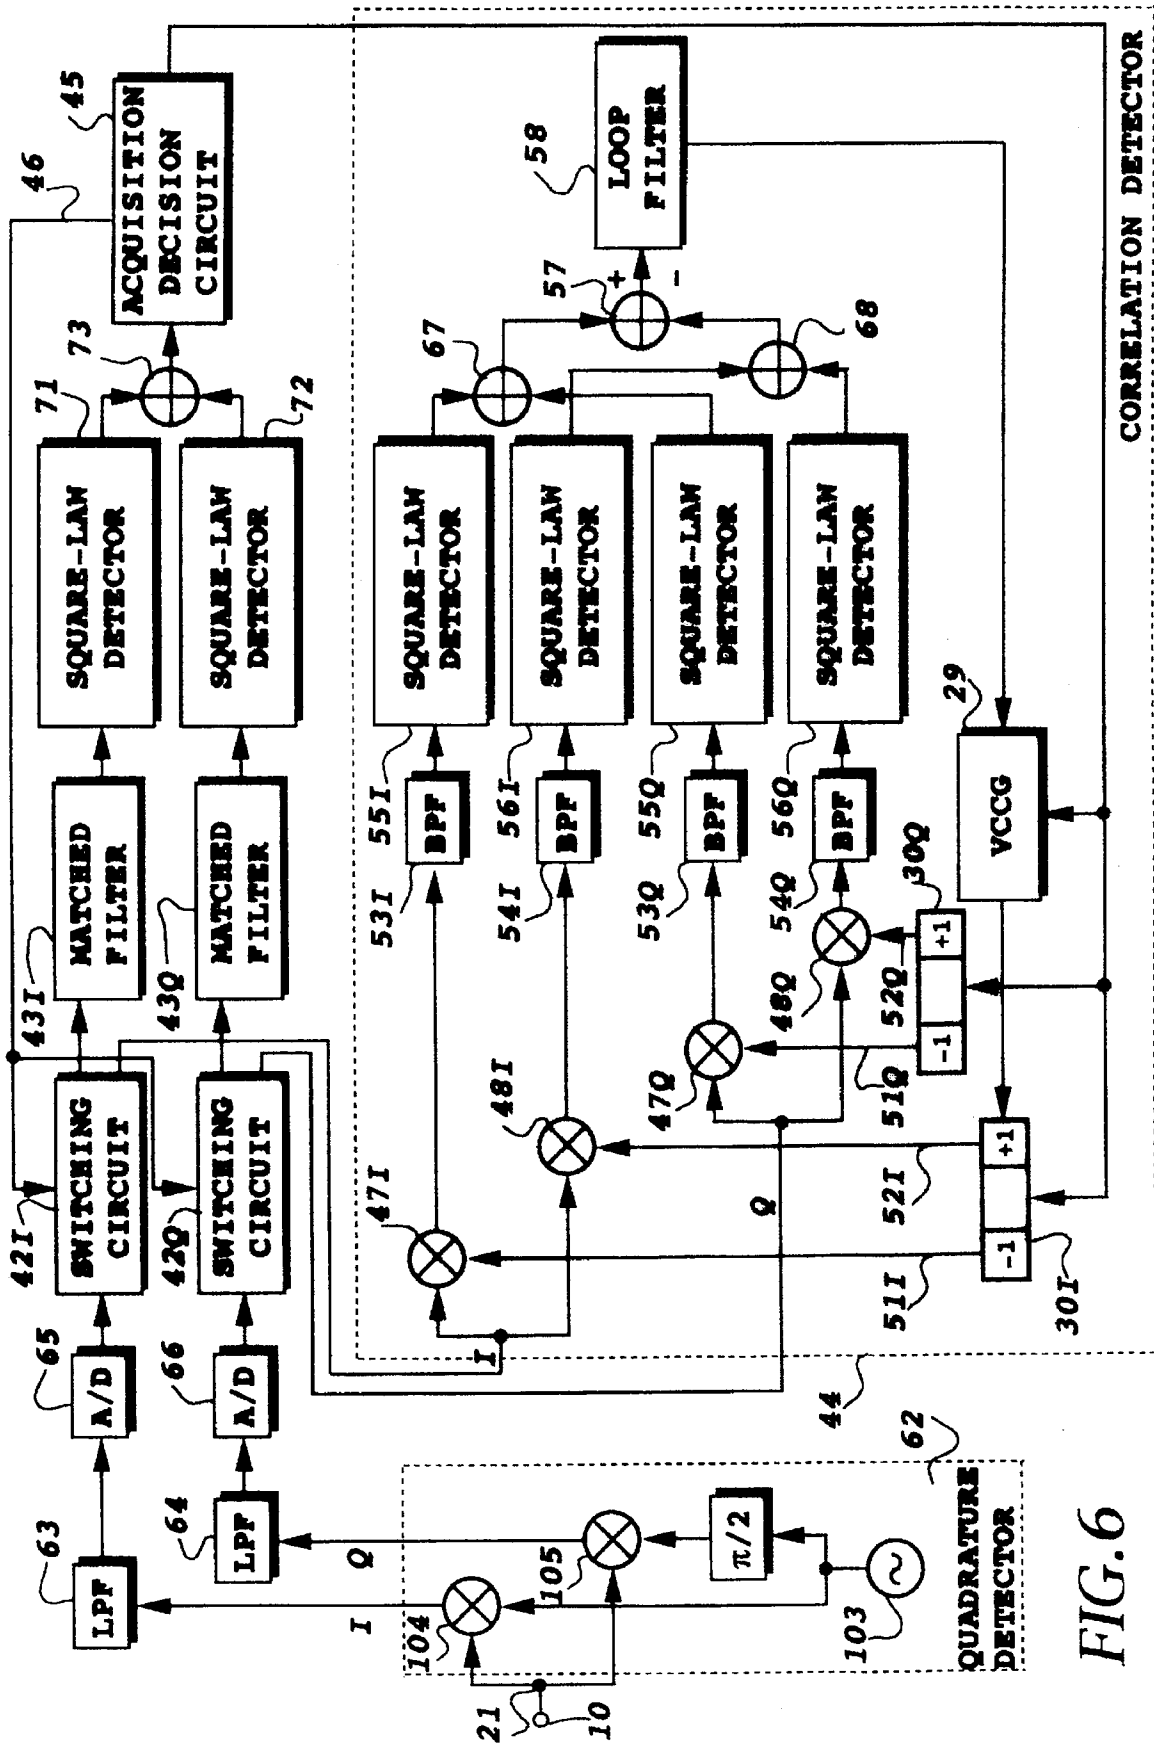 46
45
ACQUISITION
DECISION
CIRCUIT
73
71
SQUARE-LAW
DETECTOR
72
SQUARE-LAW
DETECTOR
43I
MATCHED
FILTER
43Q
MATCHED
FILTER
42I
SWITCHING
CIRCUIT
42Q
SWITCHING
CIRCUIT
65
A/D
66
A/D
63
LPF
64
LPF
I
Q
104
105
π/2
103
21
10
QUADRATURE
DETECTOR
62
44
CORRELATION DETECTOR
I
Q
47I
48I
47Q
48Q
53I
BPF
54I
BPF
53Q
BPF
54Q
BPF
55I
SQUARE-LAW
DETECTOR
56I
SQUARE-LAW
DETECTOR
55Q
SQUARE-LAW
DETECTOR
56Q
SQUARE-LAW
DETECTOR
67
68
57
+
-
58
LOOP
FILTER
29
VCCG
30Q
-1
+1
51Q
52Q
30I
-1
+1
51I
52I
FIG.6